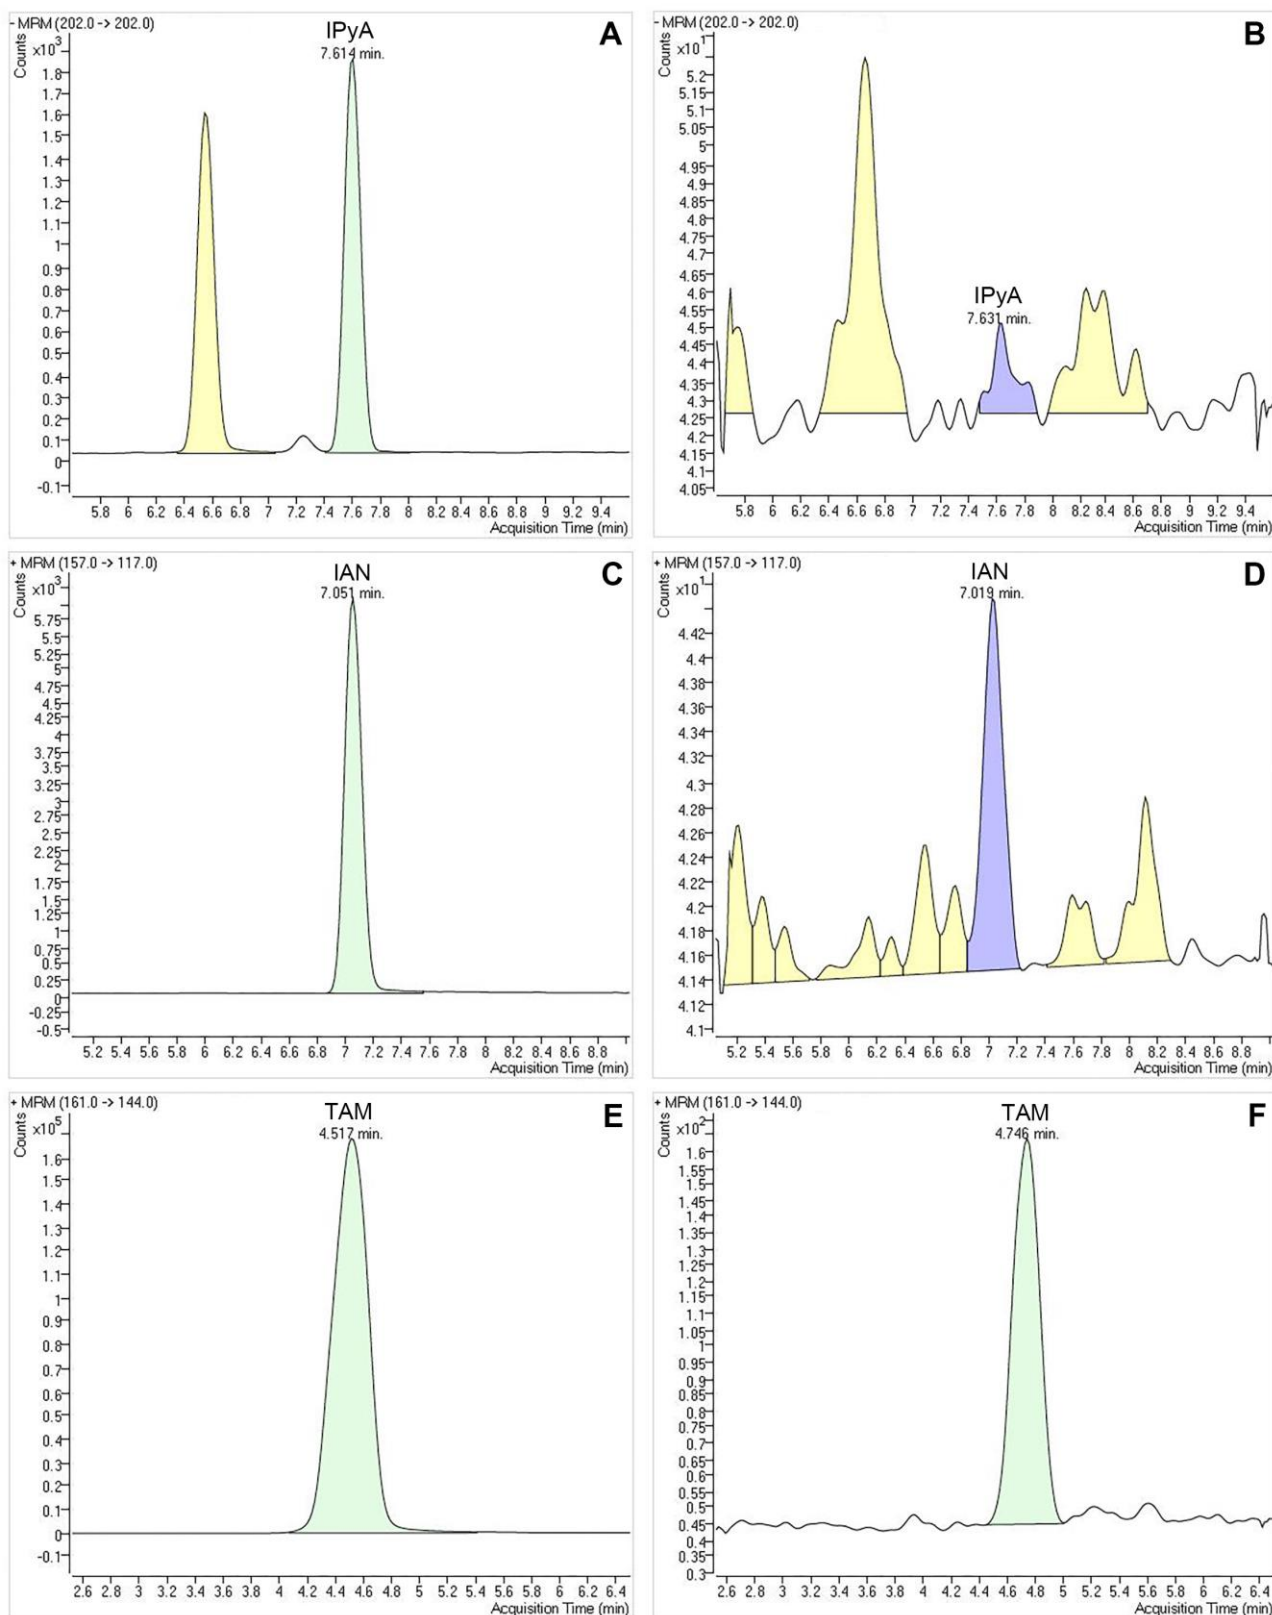 - MRM (202.0 -> 202.0)
A
IPyA
7.614 min.
Counts
x10³
1.8
1.7
1.6
1.5
1.4
1.3
1.2
1.1
1
0.9
0.8
0.7
0.6
0.5
0.4
0.3
0.2
0.1
0
-0.1
5.8 6 6.2 6.4 6.6 6.8 7 7.2 7.4 7.6 7.8 8 8.2 8.4 8.6 8.8 9 9.2 9.4
Acquisition Time (min)
- MRM (202.0 -> 202.0)
B
Counts
x10¹
IPyA
7.631 min.
5.2
5.15
5.1
5.05
5
4.95
4.9
4.85
4.8
4.75
4.7
4.65
4.6
4.55
4.5
4.45
4.4
4.35
4.3
4.25
4.2
4.15
4.1
4.05
5.8 6 6.2 6.4 6.6 6.8 7 7.2 7.4 7.6 7.8 8 8.2 8.4 8.6 8.8 9 9.2 9.4
Acquisition Time (min)
+ MRM (157.0 -> 117.0)
C
IAN
7.051 min.
Counts
x10³
5.75
5.5
5.25
5
4.75
4.5
4.25
4
3.75
3.5
3.25
3
2.75
2.5
2.25
2
1.75
1.5
1.25
1
0.75
0.5
0.25
0
-0.25
-0.5
5.2 5.4 5.6 5.8 6 6.2 6.4 6.6 6.8 7 7.2 7.4 7.6 7.8 8 8.2 8.4 8.6 8.8
Acquisition Time (min)
+ MRM (157.0 -> 117.0)
D
IAN
7.019 min.
Counts
x10¹
4.42
4.4
4.38
4.36
4.34
4.32
4.3
4.28
4.26
4.24
4.22
4.2
4.18
4.16
4.14
4.12
4.1
5.2 5.4 5.6 5.8 6 6.2 6.4 6.6 6.8 7 7.2 7.4 7.6 7.8 8 8.2 8.4 8.6 8.8
Acquisition Time (min)
+ MRM (161.0 -> 144.0)
E
TAM
4.517 min.
Counts
x10⁵
1.6
1.5
1.4
1.3
1.2
1.1
1
0.9
0.8
0.7
0.6
0.5
0.4
0.3
0.2
0.1
0
-0.1
2.6 2.8 3 3.2 3.4 3.6 3.8 4 4.2 4.4 4.6 4.8 5 5.2 5.4 5.6 5.8 6 6.2 6.4
Acquisition Time (min)
+ MRM (161.0 -> 144.0)
F
TAM
4.746 min.
Counts
x10²
1.6
1.55
1.5
1.45
1.4
1.35
1.3
1.25
1.2
1.15
1.1
1.05
1
0.95
0.9
0.85
0.8
0.75
0.7
0.65
0.6
0.55
0.5
0.45
0.4
0.35
0.3
2.6 2.8 3 3.2 3.4 3.6 3.8 4 4.2 4.4 4.6 4.8 5 5.2 5.4 5.6 5.8 6 6.2 6.4
Acquisition Time (min)